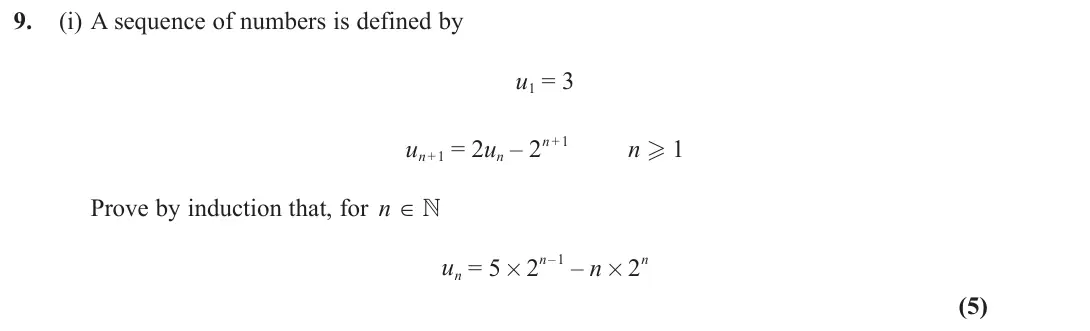 9. (i) A sequence of numbers is defined by
u₁ = 3
uₙ₊₁ = 2uₙ – 2ⁿ⁺¹ n ⩾ 1
Prove by induction that, for n ∈ ℕ
uₙ = 5 × 2ⁿ⁻¹ – n × 2ⁿ
(5)